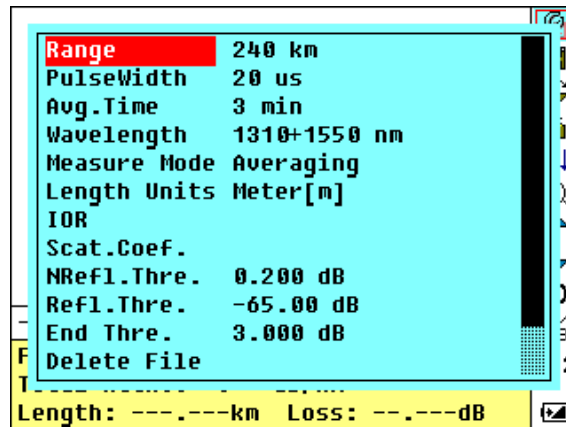 Range 240 km
PulseWidth 20 us
Avg.Time 3 min
Wavelength 1310+1550 nm
Measure Mode Averaging
Length Units Meter[m]
IOR
Scat.Coef.
NRefl.Thre. 0.200 dB
Refl.Thre. -65.00 dB
End Thre. 3.000 dB
Delete File
Length: ---.---km Loss: --.---dB